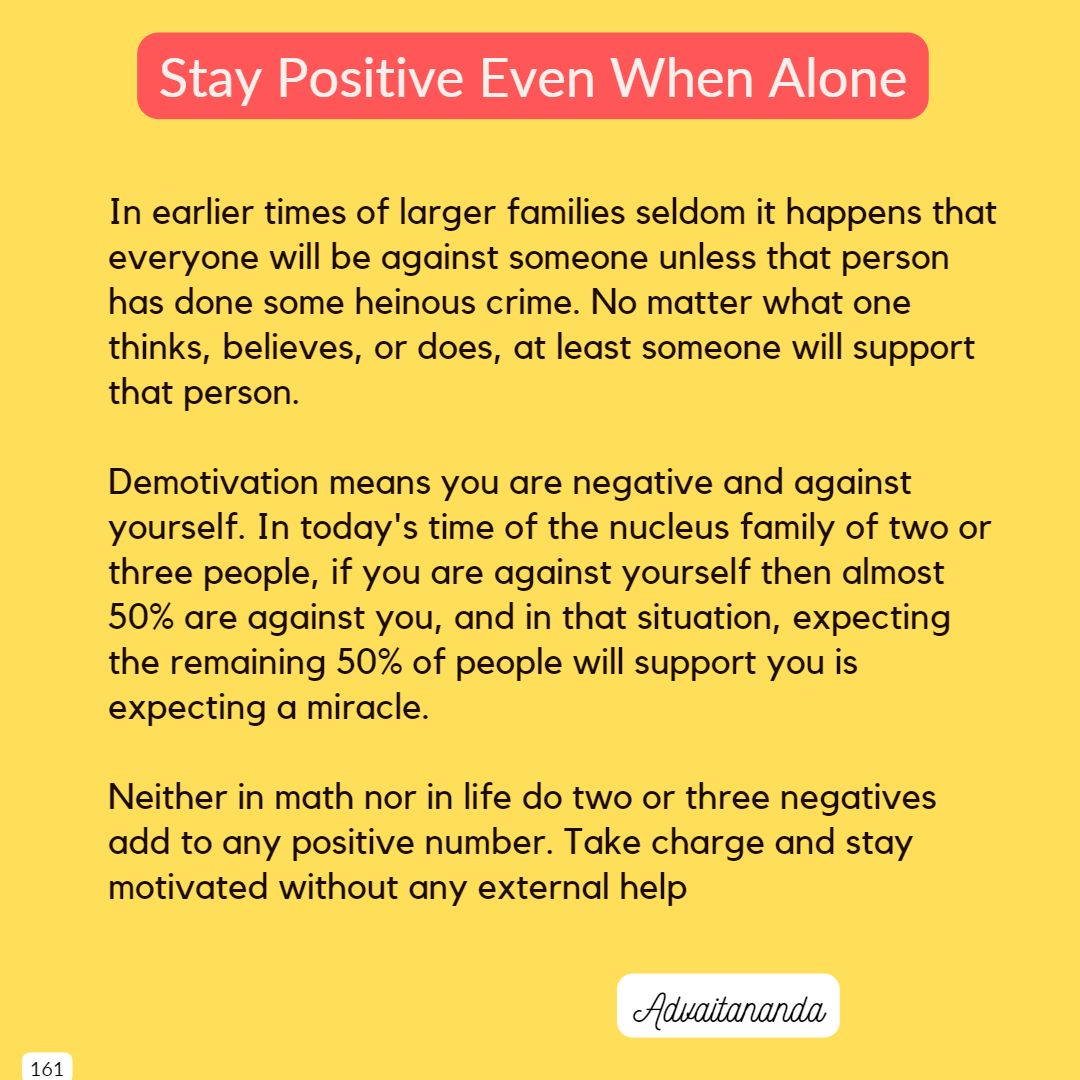 Stay Positive Even When Alone
In earlier times of larger families seldom it happens that
everyone will be against someone unless that person
has done some heinous crime. No matter what one
thinks, believes, or does, at least someone will support
that person.
Demotivation means you are negative and against
yourself. In today's time of the nucleus family of two or
three people, if you are against yourself then almost
50% are against you, and in that situation, expecting
the remaining 50% of people will support you is
expecting a miracle.
Neither in math nor in life do two or three negatives
add to any positive number. Take charge and stay
motivated without any external help
Advaitananda
161